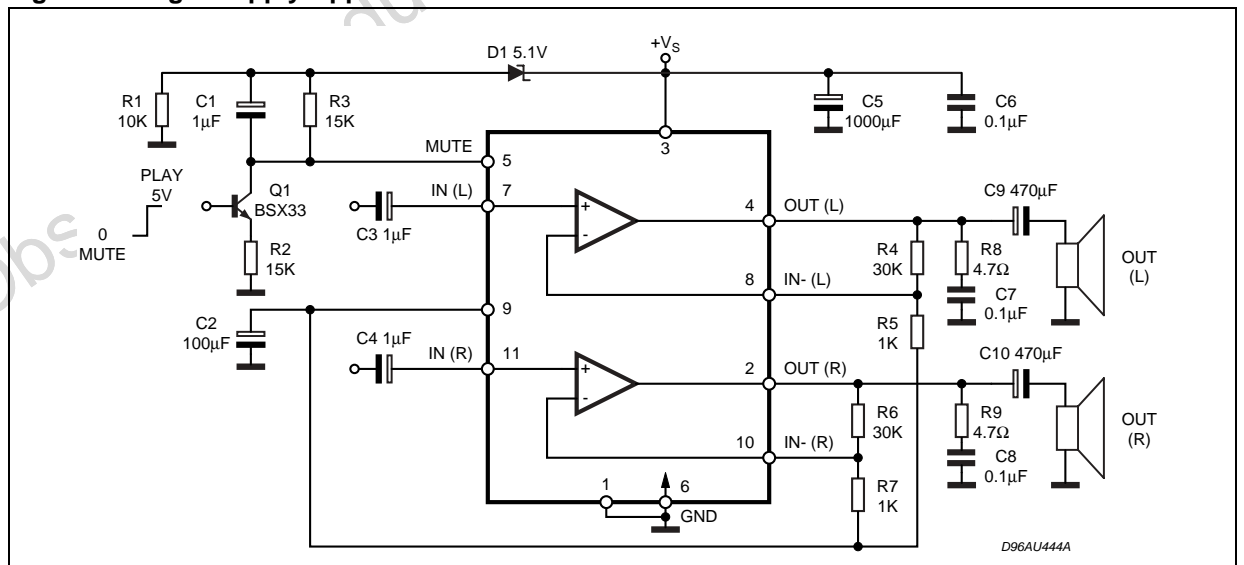 D1 5.1V
+VS
R1
10K
C1
1μF
R3
15K
C5
1000μF
C6
0.1μF
MUTE
5
3
PLAY
5V
0
MUTE
Q1
BSX33
R2
15K
IN (L)
7
C3 1μF
+
-
4
OUT (L)
C9 470μF
R4
30K
R8
4.7Ω
C7
0.1μF
OUT
(L)
8
IN- (L)
R5
1K
9
C2
100μF
C4 1μF
IN (R)
11
+
-
2
OUT (R)
C10 470μF
R6
30K
R9
4.7Ω
C8
0.1μF
OUT
(R)
10
IN- (R)
R7
1K
1
6
GND
D96AU444A